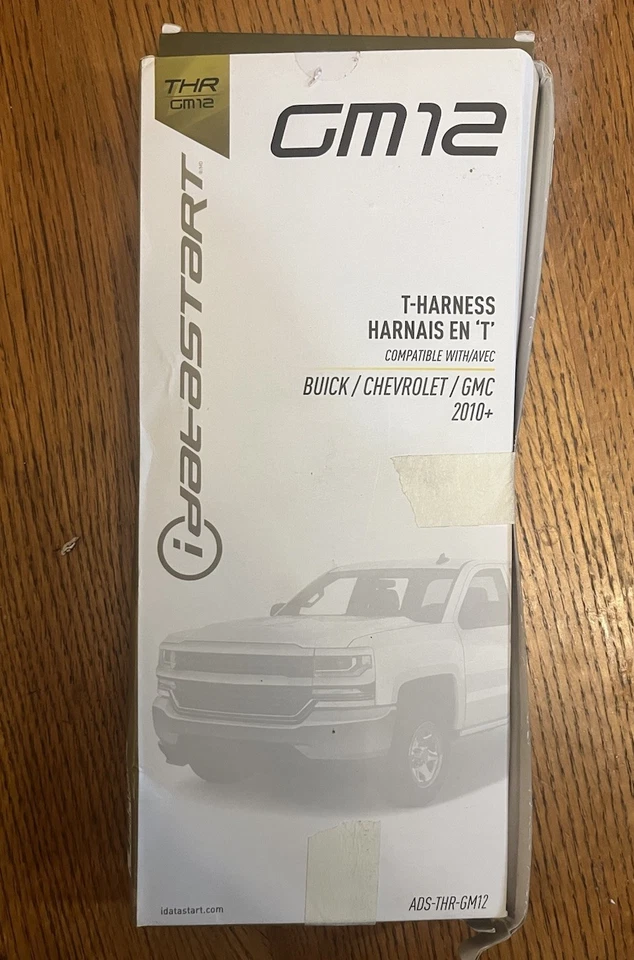 THR
GM12
GM12
idatastart
T-HARNESS
HARNAIS EN 'T'
COMPATIBLE WITH/AVEC
BUICK / CHEVROLET / GMC
2010+
idatastart.com
ADS-THR-GM12